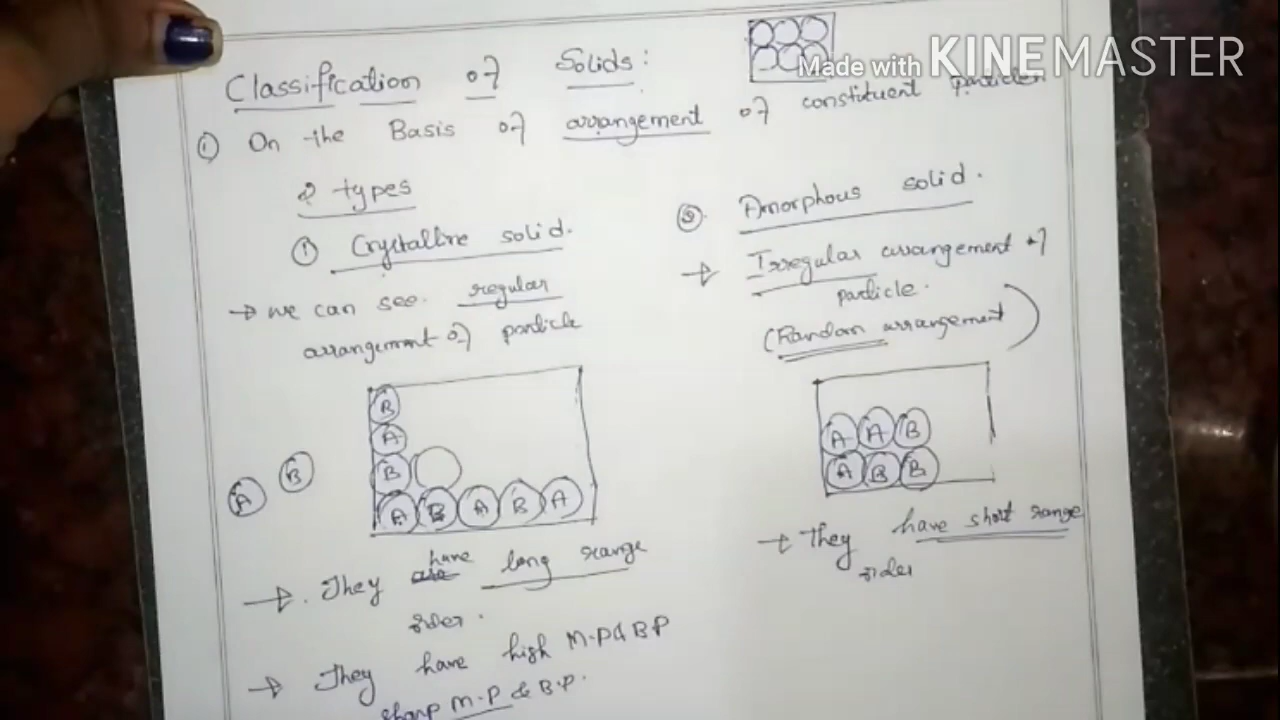 Made with KINEMASTER
Classification of Solids:
① On the Basis of arrangement of constituent particles
2 types
① Crystalline solid.
→ we can see regular
arrangement of particle
B
A
B
A B A B A
A B
→ They are have long range
order.
→ They have high M.P & B.P
sharp M.P & B.P.
② Amorphous solid.
→ Irregular arrangement of
particle.
(Random arrangement)
A A B
A B B
→ They have short range
order